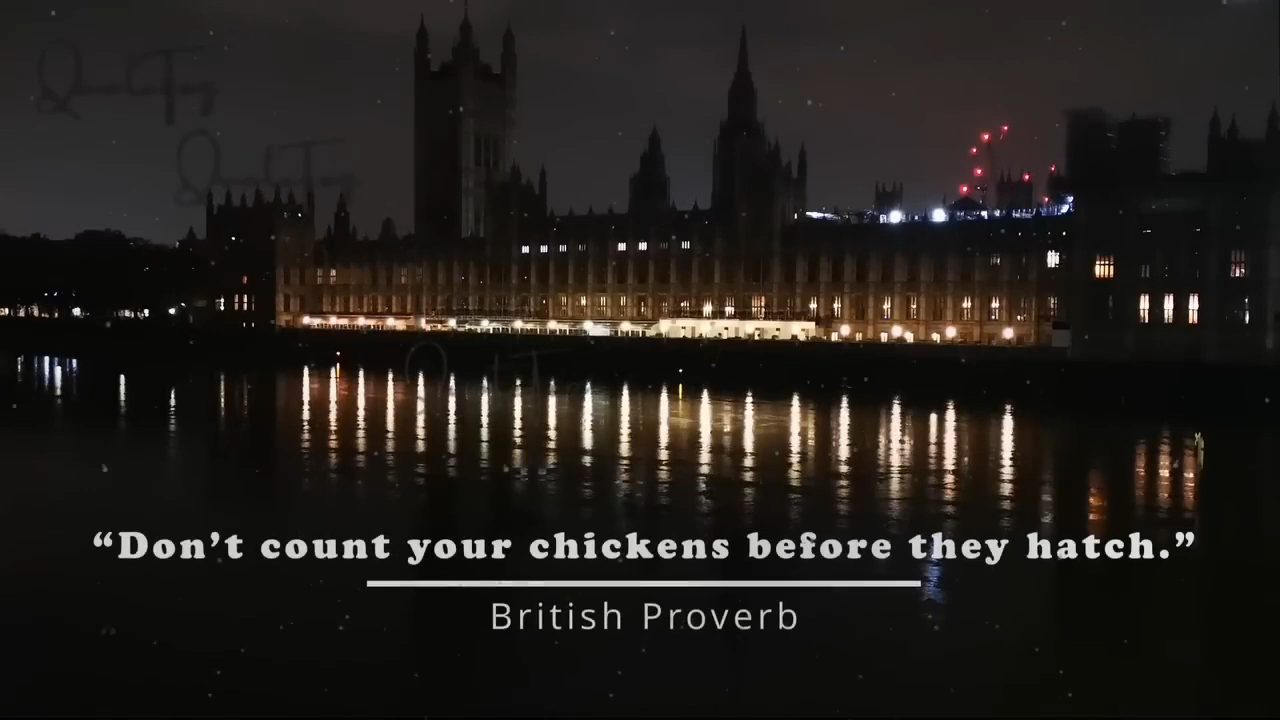 “Don’t count your chickens before they hatch.”
British Proverb